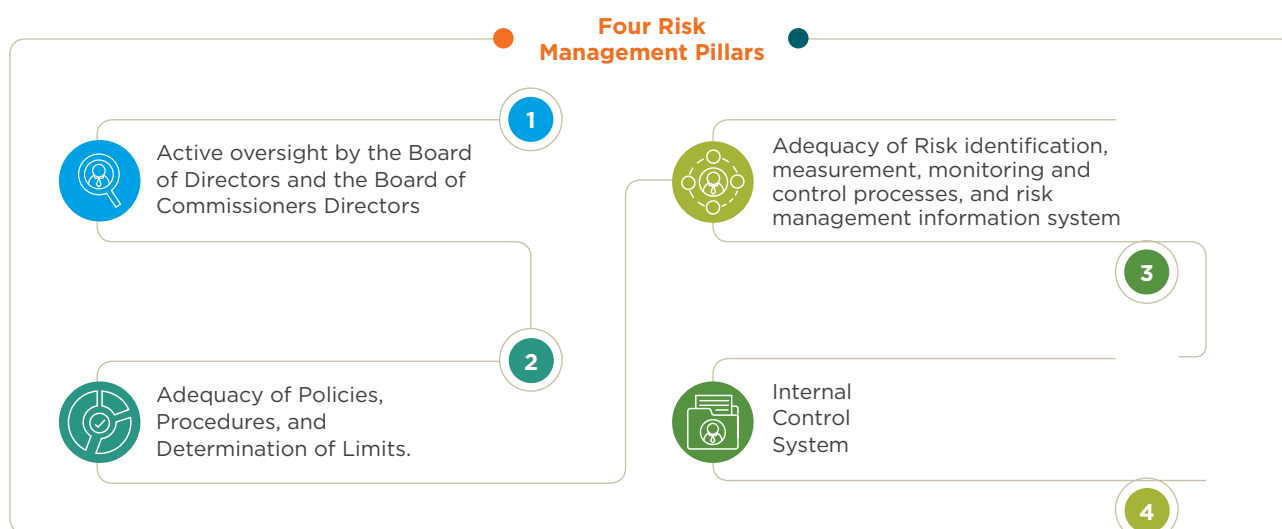 Four Risk
Management Pillars
1
Active oversight by the Board
of Directors and the Board of
Commissioners Directors
2
Adequacy of Policies,
Procedures, and
Determination of Limits.
3
Adequacy of Risk identification,
measurement, monitoring and
control processes, and risk
management information system
4
Internal
Control
System